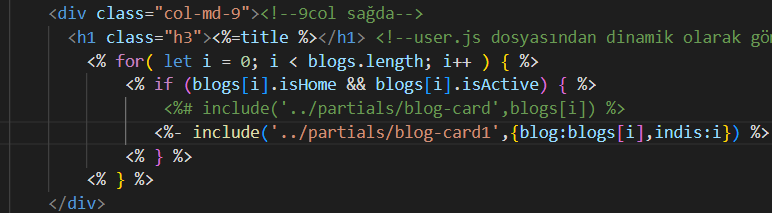 <div class="col-md-9"><!--9col sağda-->
<h1 class="h3"><%=title %></h1> <!--user.js dosyasından dinamik olarak gön
<% for( let i = 0; i < blogs.length; i++ ) { %>
<% if (blogs[i].isHome && blogs[i].isActive) { %>
<%# include('../partials/blog-card',blogs[i]) %>
<%- include('../partials/blog-card1',{blog:blogs[i],indis:i}) %>
<% } %>
<% } %>
</div>